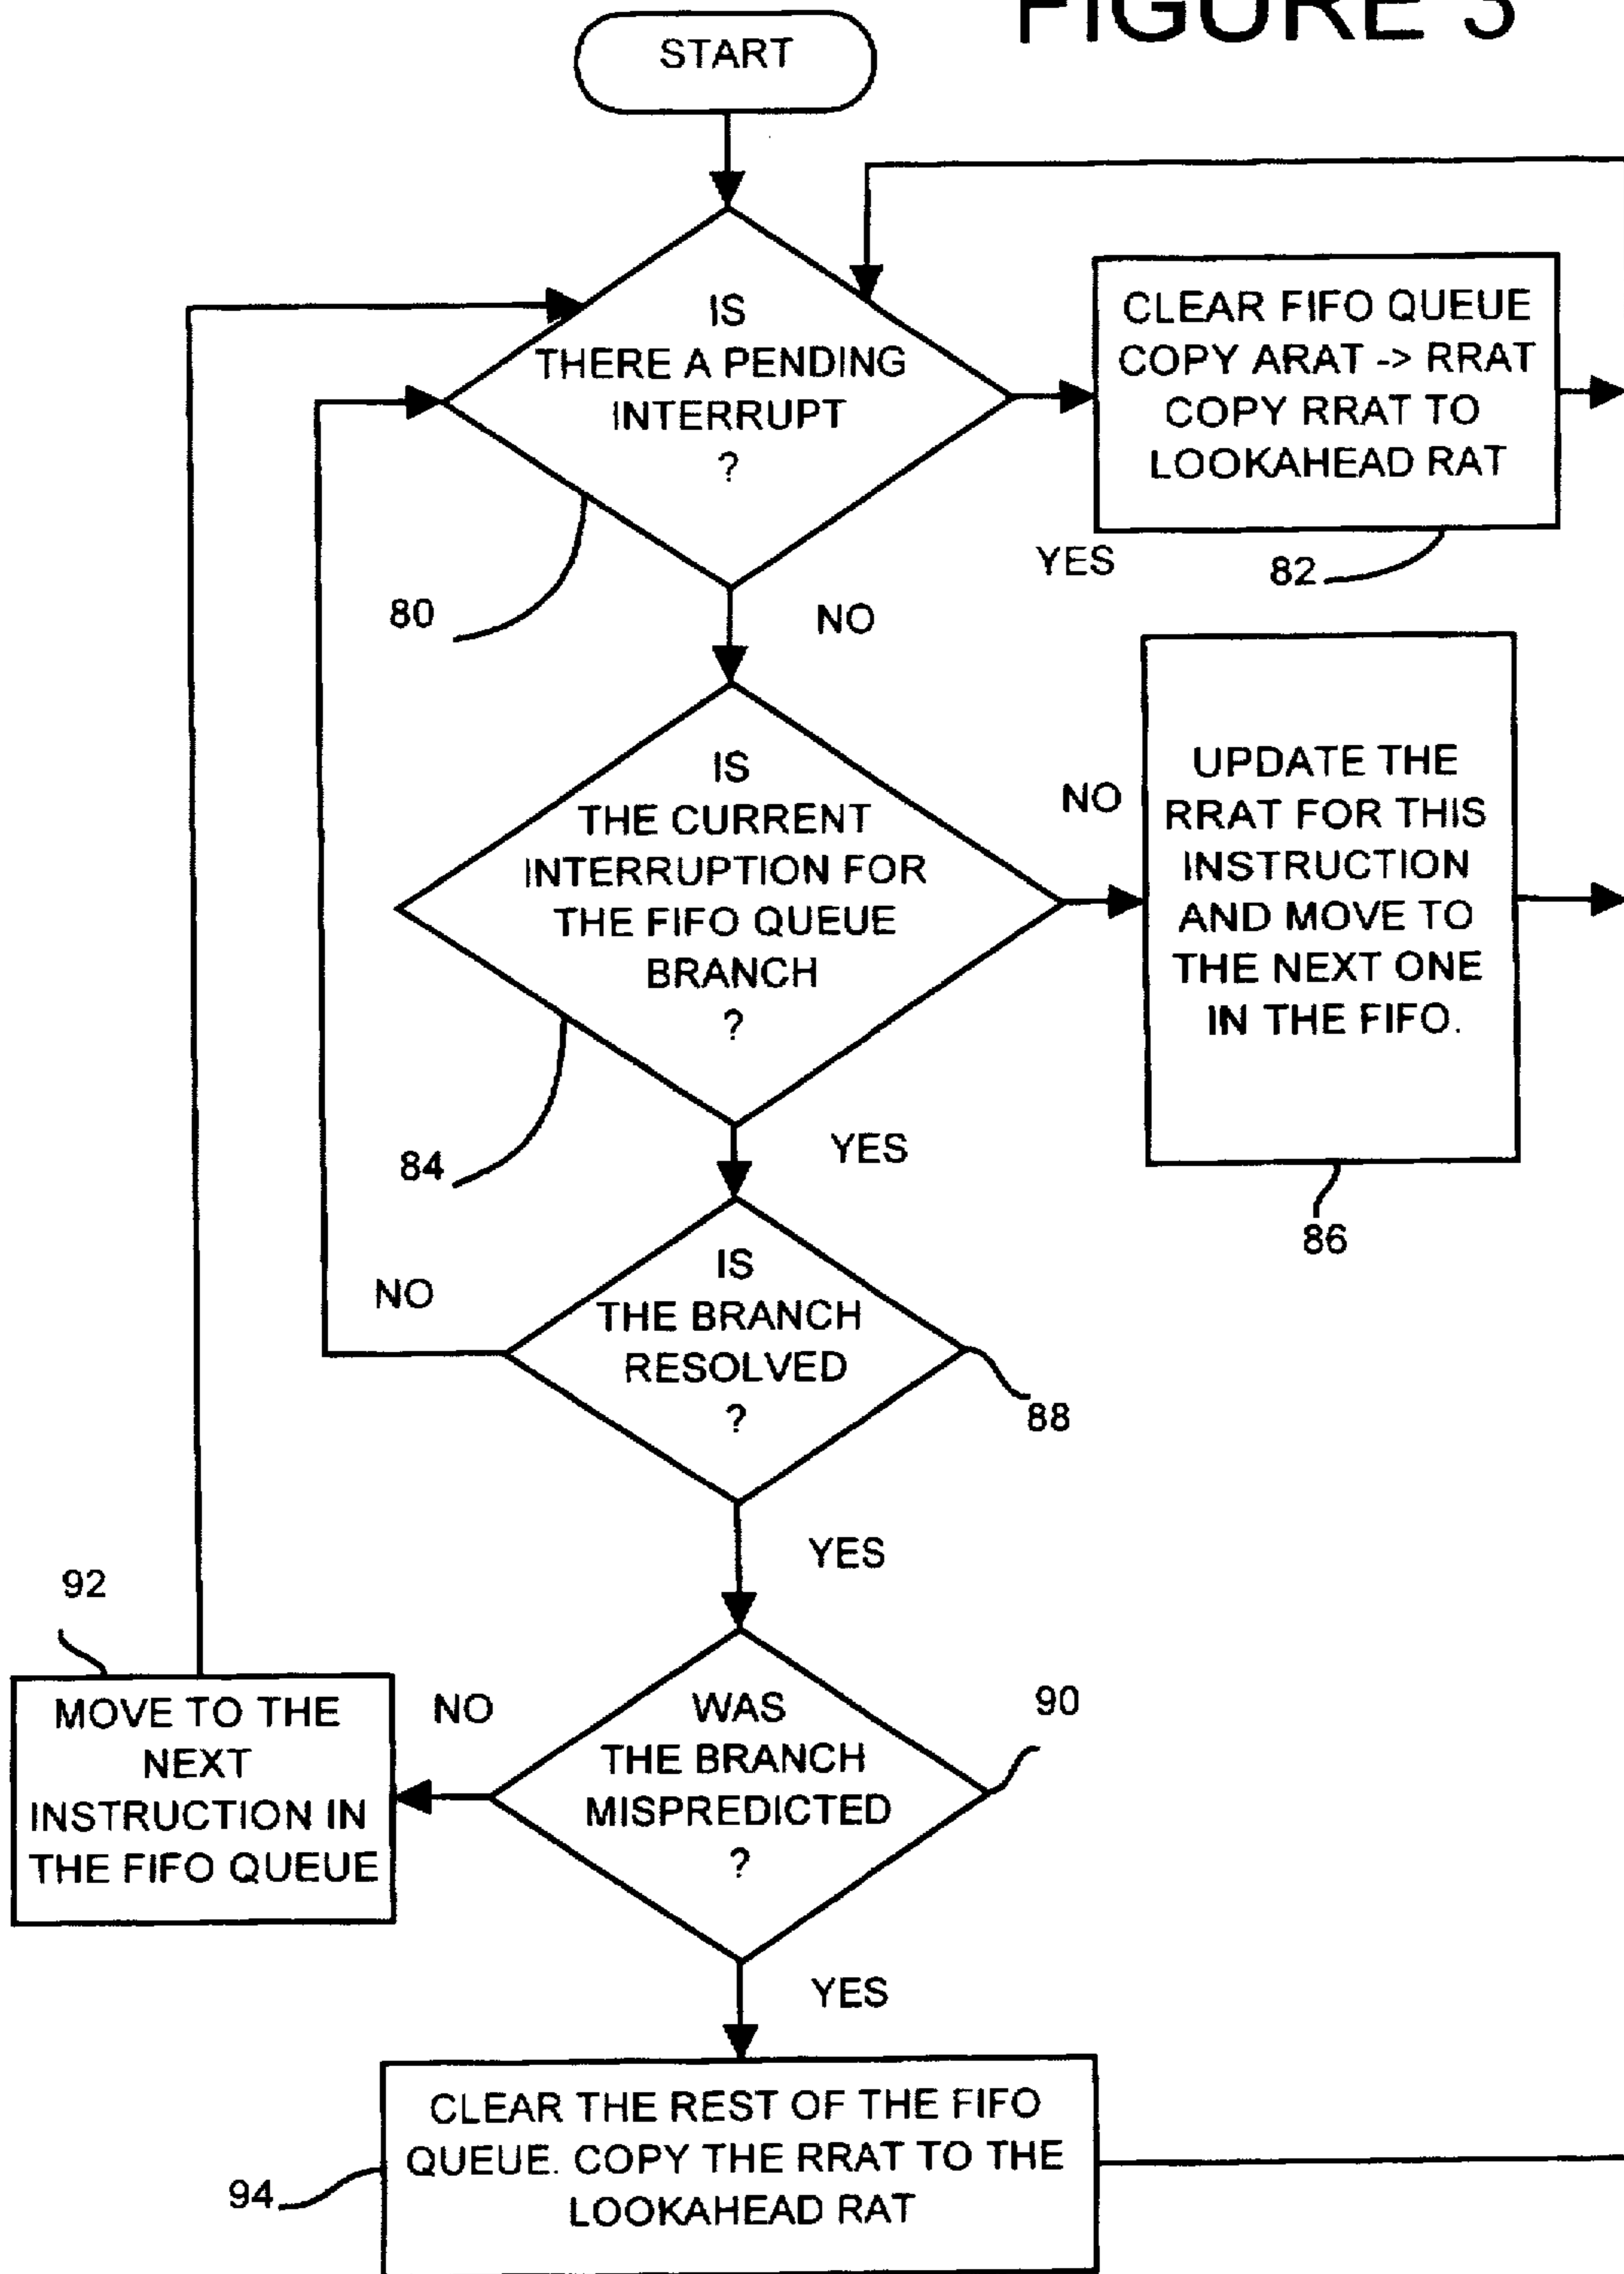 FIGURE 3
START
IS
THERE A PENDING
INTERRUPT
?
CLEAR FIFO QUEUE
COPY ARAT -> RRAT
COPY RRAT TO
LOOKAHEAD RAT
YES
82
80
NO
IS
THE CURRENT
INTERRUPTION FOR
THE FIFO QUEUE
BRANCH
?
NO
UPDATE THE
RRAT FOR THIS
INSTRUCTION
AND MOVE TO
THE NEXT ONE
IN THE FIFO.
84
YES
86
IS
THE BRANCH
RESOLVED
?
NO
88
YES
92
MOVE TO THE
NEXT
INSTRUCTION IN
THE FIFO QUEUE
NO
WAS
THE BRANCH
MISPREDICTED
?
90
YES
CLEAR THE REST OF THE FIFO
QUEUE. COPY THE RRAT TO THE
LOOKAHEAD RAT
94